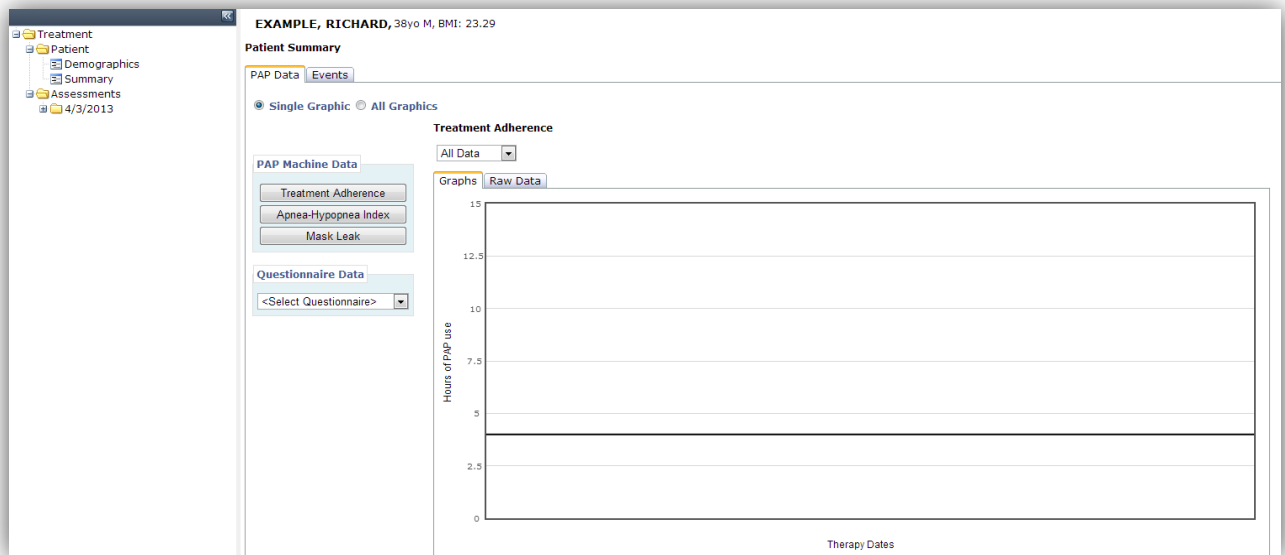 EXAMPLE, RICHARD, 38yo M, BMI: 23.29
Treatment
Patient
Demographics
Summary
Assessments
4/3/2013
Patient Summary
PAP Data Events
Single Graphic All Graphics
Treatment Adherence
All Data
PAP Machine Data
Treatment Adherence
Apnea-Hypopnea Index
Mask Leak
Questionnaire Data
<Select Questionnaire>
Graphs Raw Data
15
12.5
10
7.5
5
2.5
0
Hours of PAP use
Therapy Dates